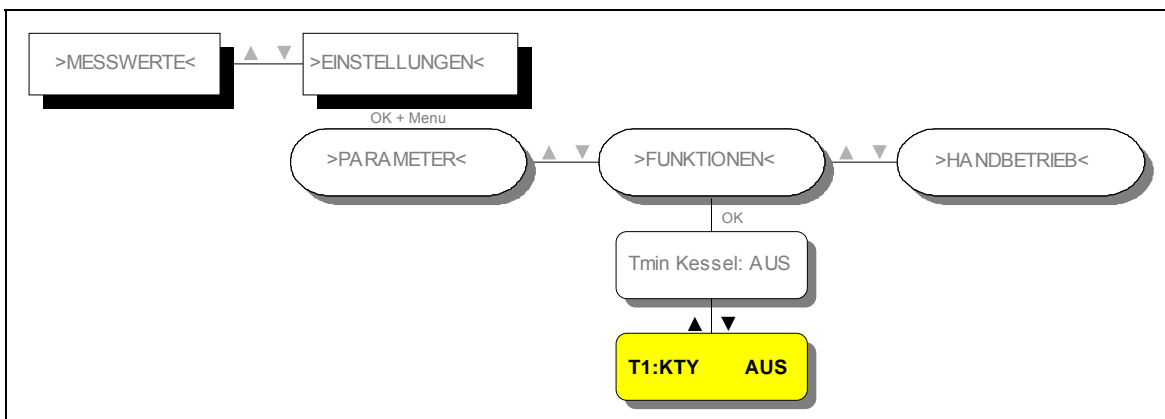 >MESSWERTE< ▲ ▼ >EINSTELLUNGEN<
OK + Menu
>PARAMETER< ▲ ▼ >FUNKTIONEN< ▲ ▼ >HANDBETRIEB<
OK
Tmin Kessel: AUS
▲ ▼
T1:KTY AUS